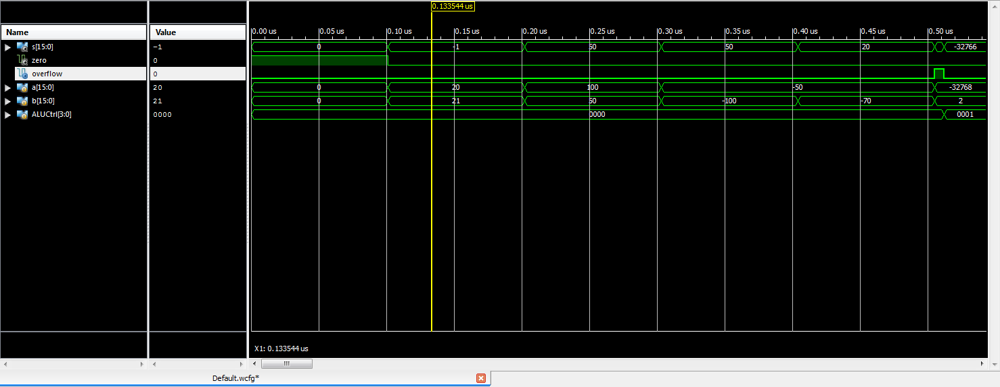 0.133544 us
Name Value
0.00 us 0.05 us 0.10 us 0.15 us 0.20 us 0.25 us 0.30 us 0.35 us 0.40 us 0.45 us 0.50 us
s[15:0] -1 0 -1 50 50 20 -32766
zero 0
overflow 0
a[15:0] 20 0 20 100 -50 -32768
b[15:0] 21 0 21 50 -100 -70 2
ALUCtrl[3:0] 0000 0000 0001
X1: 0.133544 us
Default.wcfg*